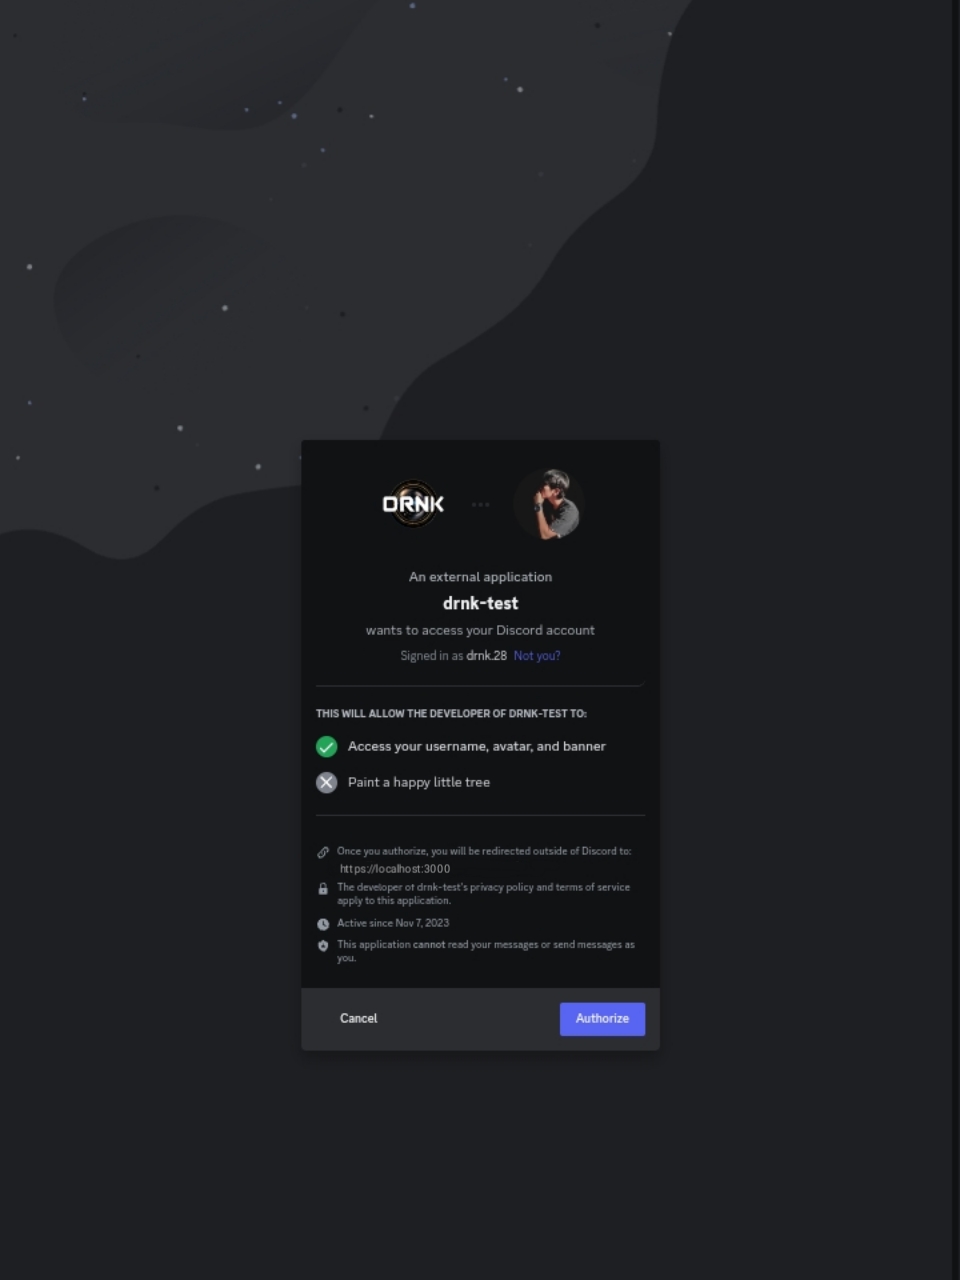 DRNK
An external application
drnk-test
wants to access your Discord account
Signed in as drnk.28 Not you?
THIS WILL ALLOW THE DEVELOPER OF DRNK-TEST TO:
Access your username, avatar, and banner
Paint a happy little tree
Once you authorize, you will be redirected outside of Discord to:
https://localhost:3000
The developer of drnk-test's privacy policy and terms of service
apply to this application.
Active since Nov 7, 2023
This application cannot read your messages or send messages as
you.
Cancel
Authorize